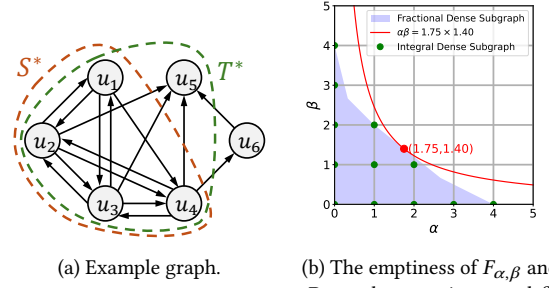 S*
T*
u1
u5
u2
u6
u3
u4
(a) Example graph.
Fractional Dense Subgraph
αβ = 1.75 × 1.40
Integral Dense Subgraph
(1.75,1.40)
5
4
3
2
1
0
β
0 1 2 3 4 5
α
(b) The emptiness of Fα,β and